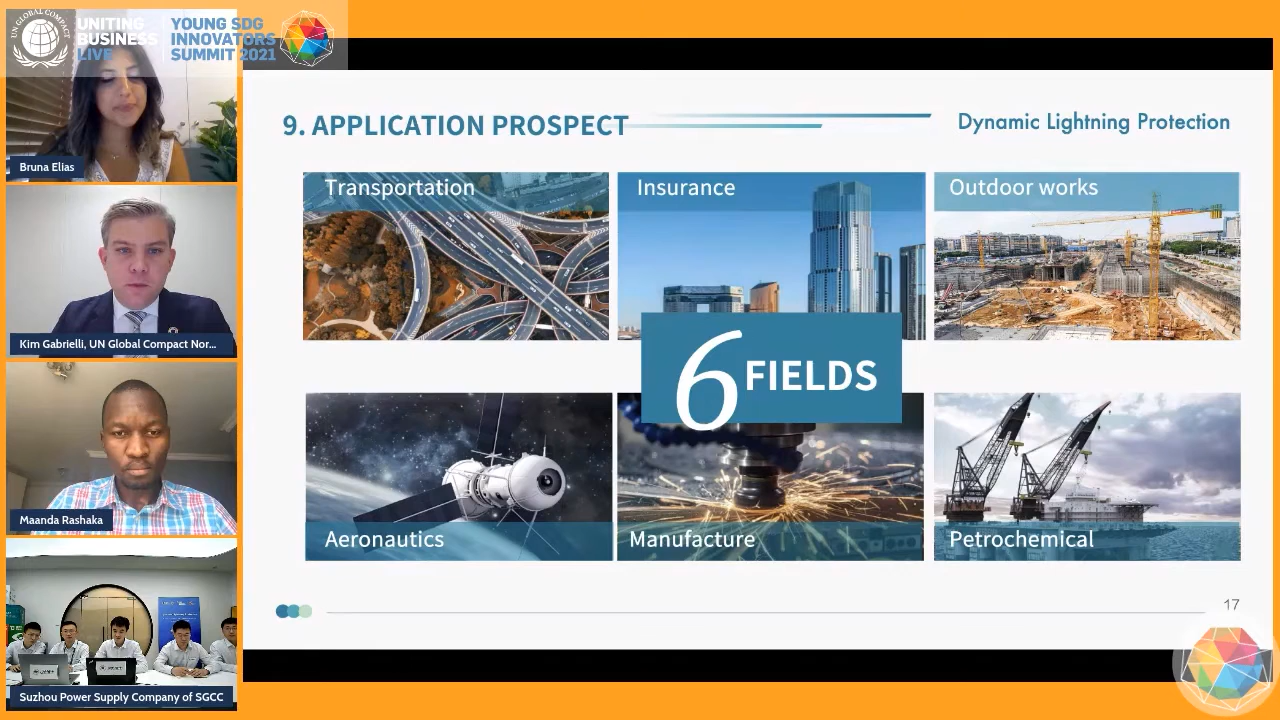 UN GLOBAL COMPACT
UNITING
BUSINESS
LIVE
YOUNG SDG
INNOVATORS
SUMMIT 2021
Bruna Elias
Kim Gabrielli, UN Global Compact Nor...
Maanda Rashaka
Suzhou Power Supply Company of SGCC
9. APPLICATION PROSPECT
Dynamic Lightning Protection
Transportation
Insurance
Outdoor works
6 FIELDS
Aeronautics
Manufacture
Petrochemical
17